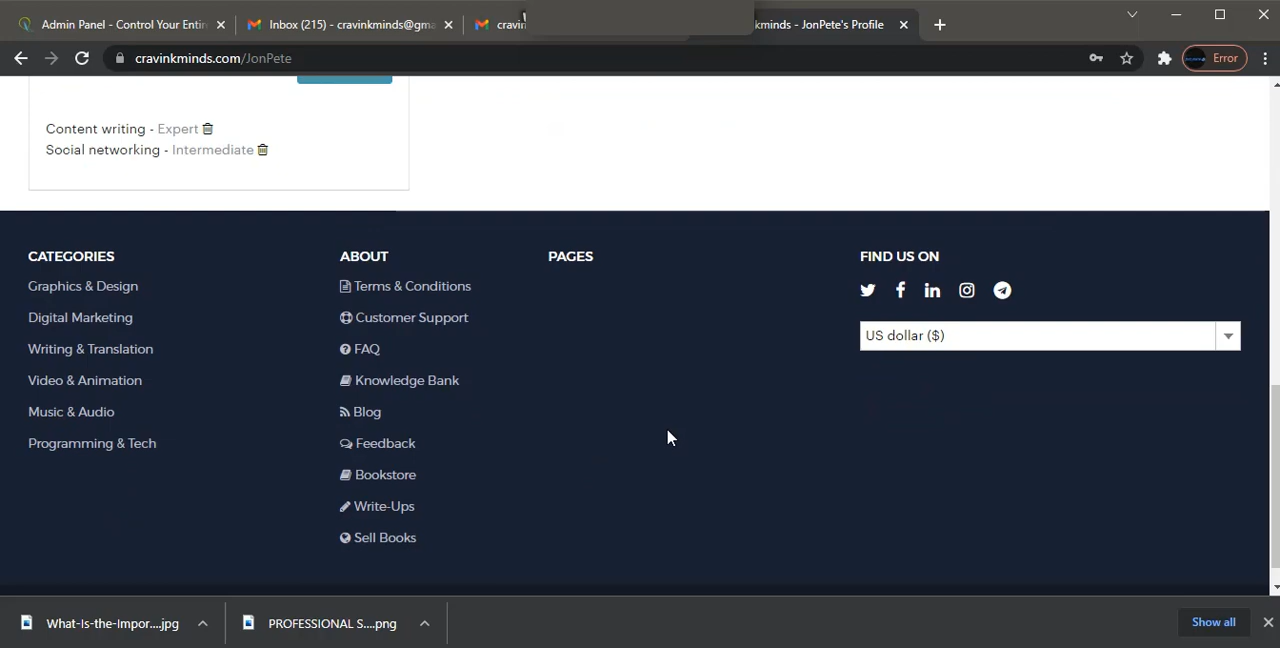 Admin Panel - Control Your Entir
Inbox (215) - cravinkminds@gma
cravin
kminds - JonPete's Profile
cravinkminds.com/JonPete
Error
Content writing - Expert
Social networking - Intermediate
CATEGORIES
Graphics & Design
Digital Marketing
Writing & Translation
Video & Animation
Music & Audio
Programming & Tech
ABOUT
Terms & Conditions
Customer Support
FAQ
Knowledge Bank
Blog
Feedback
Bookstore
Write-Ups
Sell Books
PAGES
FIND US ON
US dollar ($)
What-Is-the-Impor....jpg
PROFESSIONAL S....png
Show all